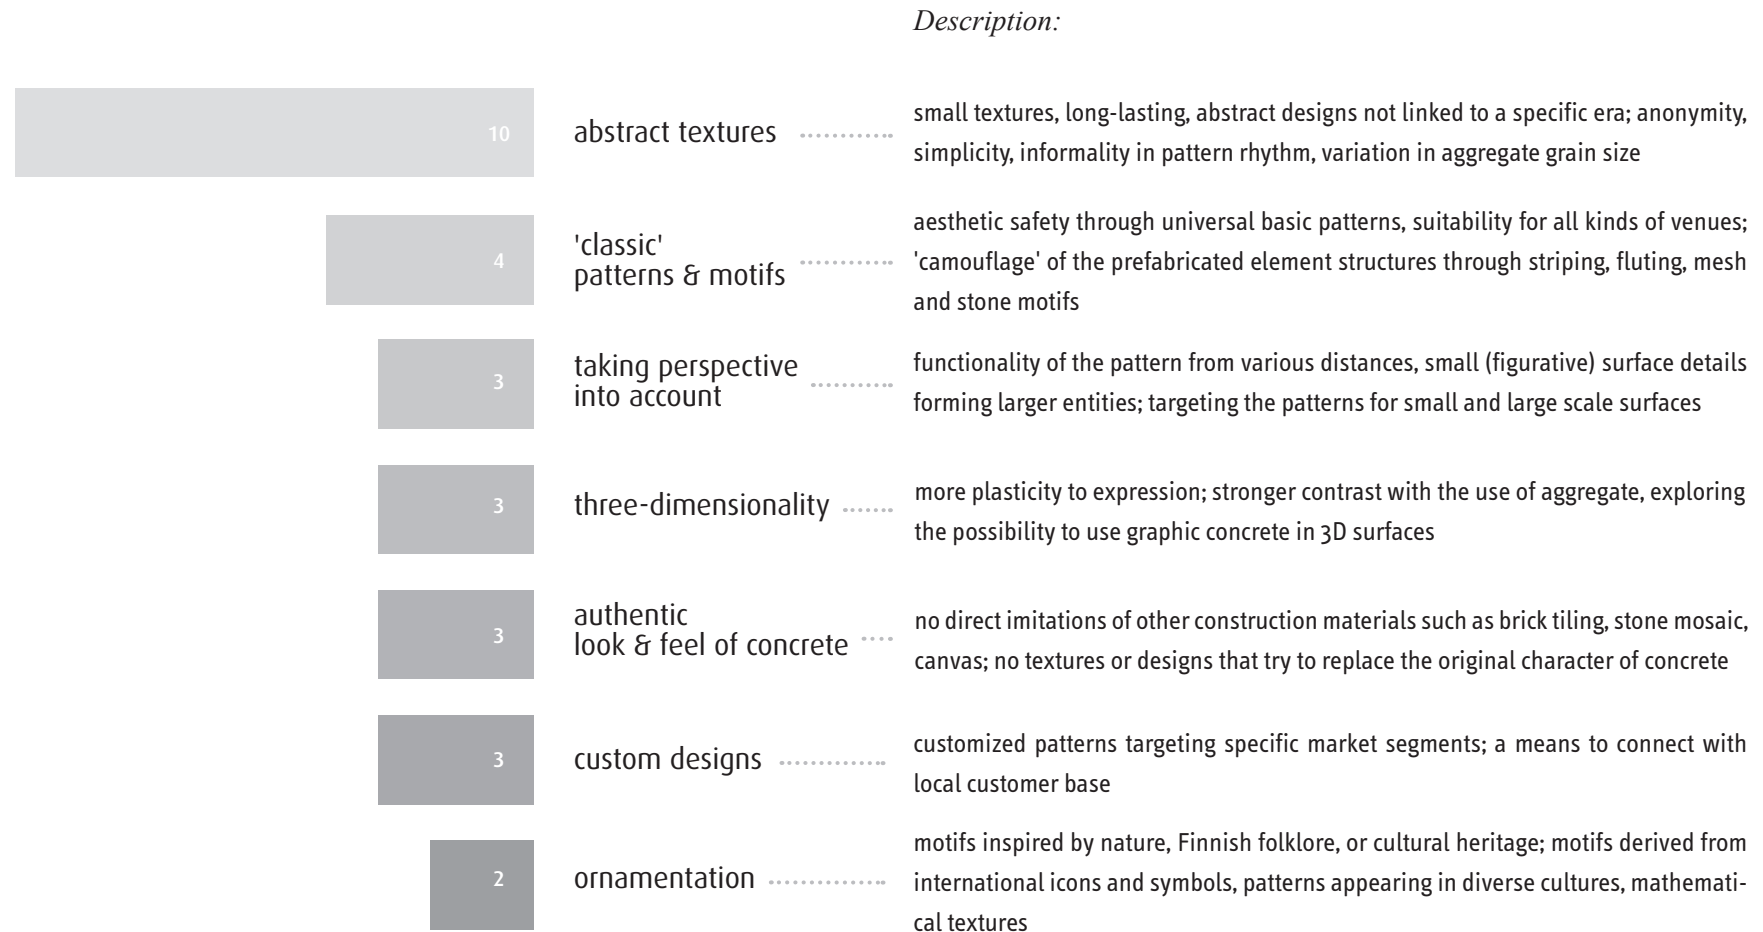 Description:
10
abstract textures
small textures, long-lasting, abstract designs not linked to a specific era; anonymity,
simplicity, informality in pattern rhythm, variation in aggregate grain size
4
'classic'
patterns & motifs
aesthetic safety through universal basic patterns, suitability for all kinds of venues;
'camouflage' of the prefabricated element structures through striping, fluting, mesh
and stone motifs
3
taking perspective
into account
functionality of the pattern from various distances, small (figurative) surface details
forming larger entities; targeting the patterns for small and large scale surfaces
3
three-dimensionality
more plasticity to expression; stronger contrast with the use of aggregate, exploring
the possibility to use graphic concrete in 3D surfaces
3
authentic
look & feel of concrete
no direct imitations of other construction materials such as brick tiling, stone mosaic,
canvas; no textures or designs that try to replace the original character of concrete
3
custom designs
customized patterns targeting specific market segments; a means to connect with
local customer base
2
ornamentation
motifs inspired by nature, Finnish folklore, or cultural heritage; motifs derived from
international icons and symbols, patterns appearing in diverse cultures, mathemati-
cal textures